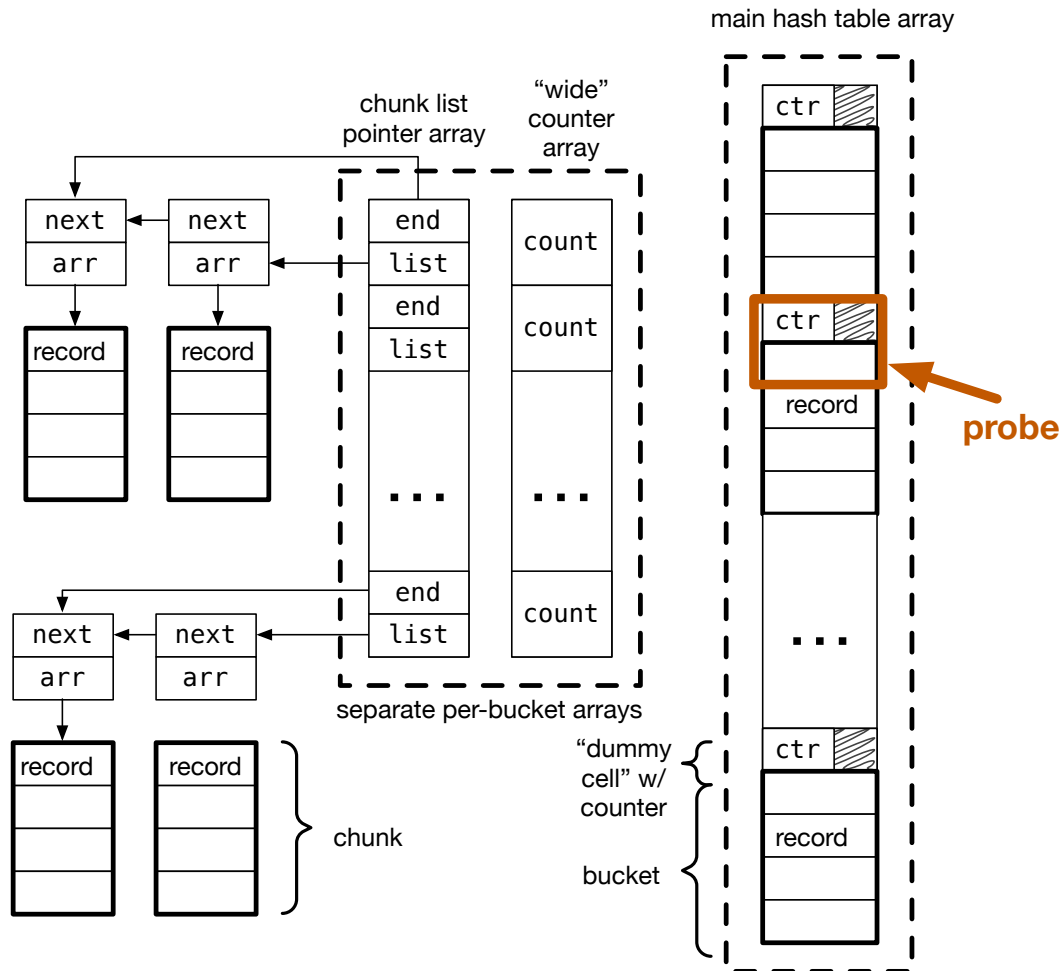 main hash table array
“wide”
counter
array
chunk list
pointer array
ctr
next
next
arr
arr
end
list
end
list
count
count
ctr
record
record
record
probe
...
...
end
list
count
next
next
arr
arr
...
separate per-bucket arrays
ctr
“dummy
cell” w/
counter
record
record
chunk
record
bucket